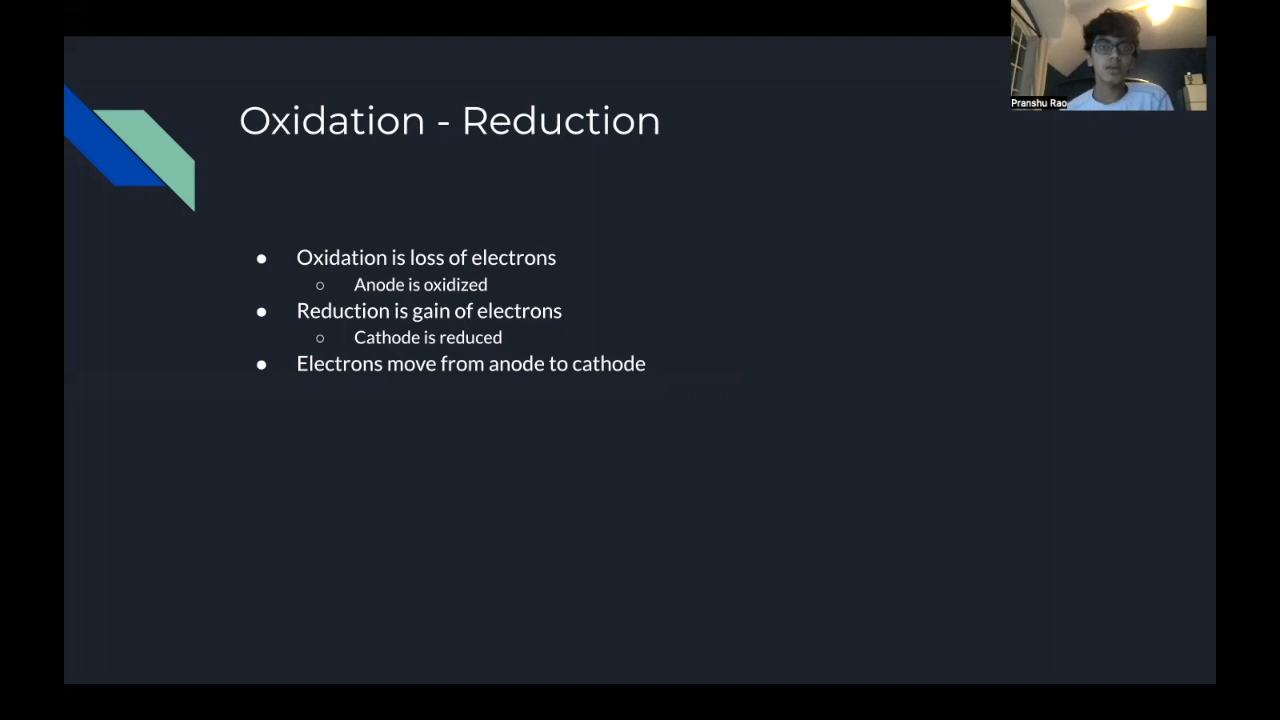 Pranshu Rao
Oxidation - Reduction
● Oxidation is loss of electrons
○ Anode is oxidized
● Reduction is gain of electrons
○ Cathode is reduced
● Electrons move from anode to cathode